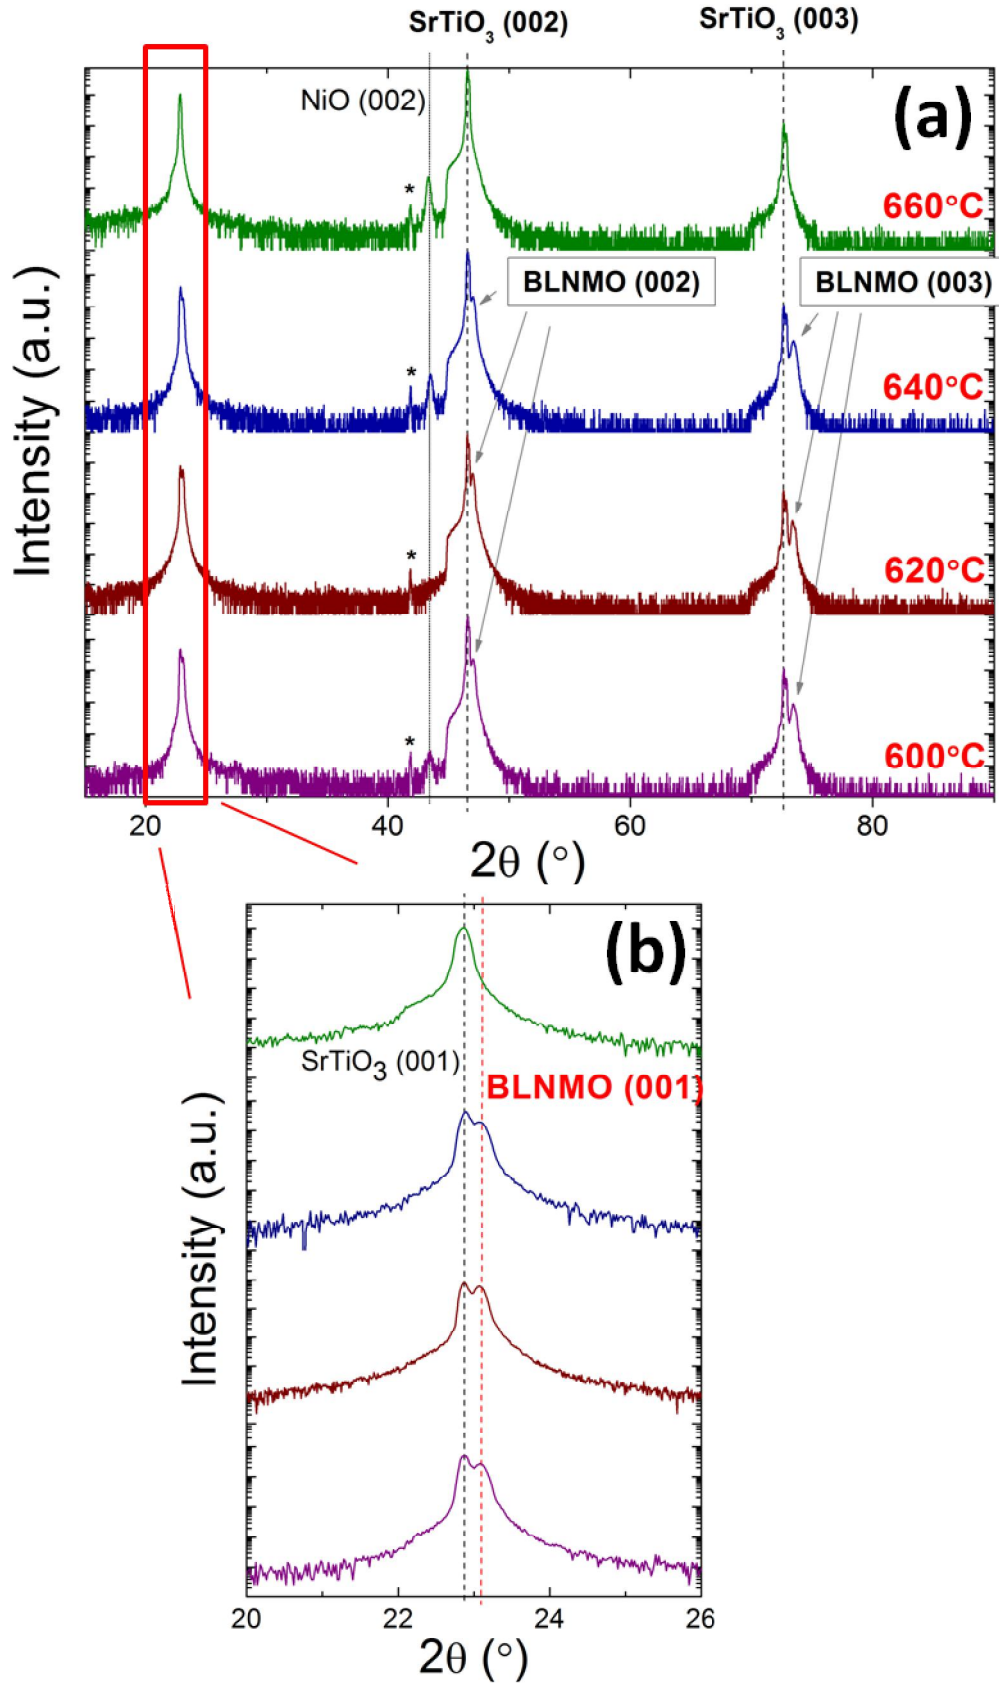 SrTiO₃ (002) SrTiO₃ (003)
NiO (002)
(a)
*
660°C
BLNMO (002) BLNMO (003)
*
640°C
*
620°C
*
600°C
Intensity (a.u.)
20 40 60 80
2θ (°)
(b)
SrTiO₃ (001)
BLNMO (001)
Intensity (a.u.)
20 22 24 26
2θ (°)